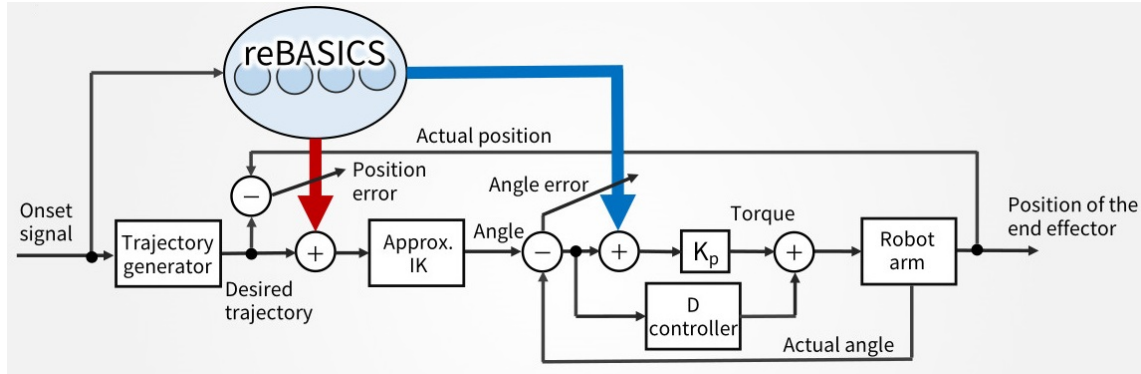 reBASICS
Actual position
Position
error
Angle error
Onset
signal
Trajectory
generator
Desired
trajectory
Approx.
IK
Angle
Kp
Torque
D
controller
Robot
arm
Actual angle
Position of the
end effector
−
+
−
+
+